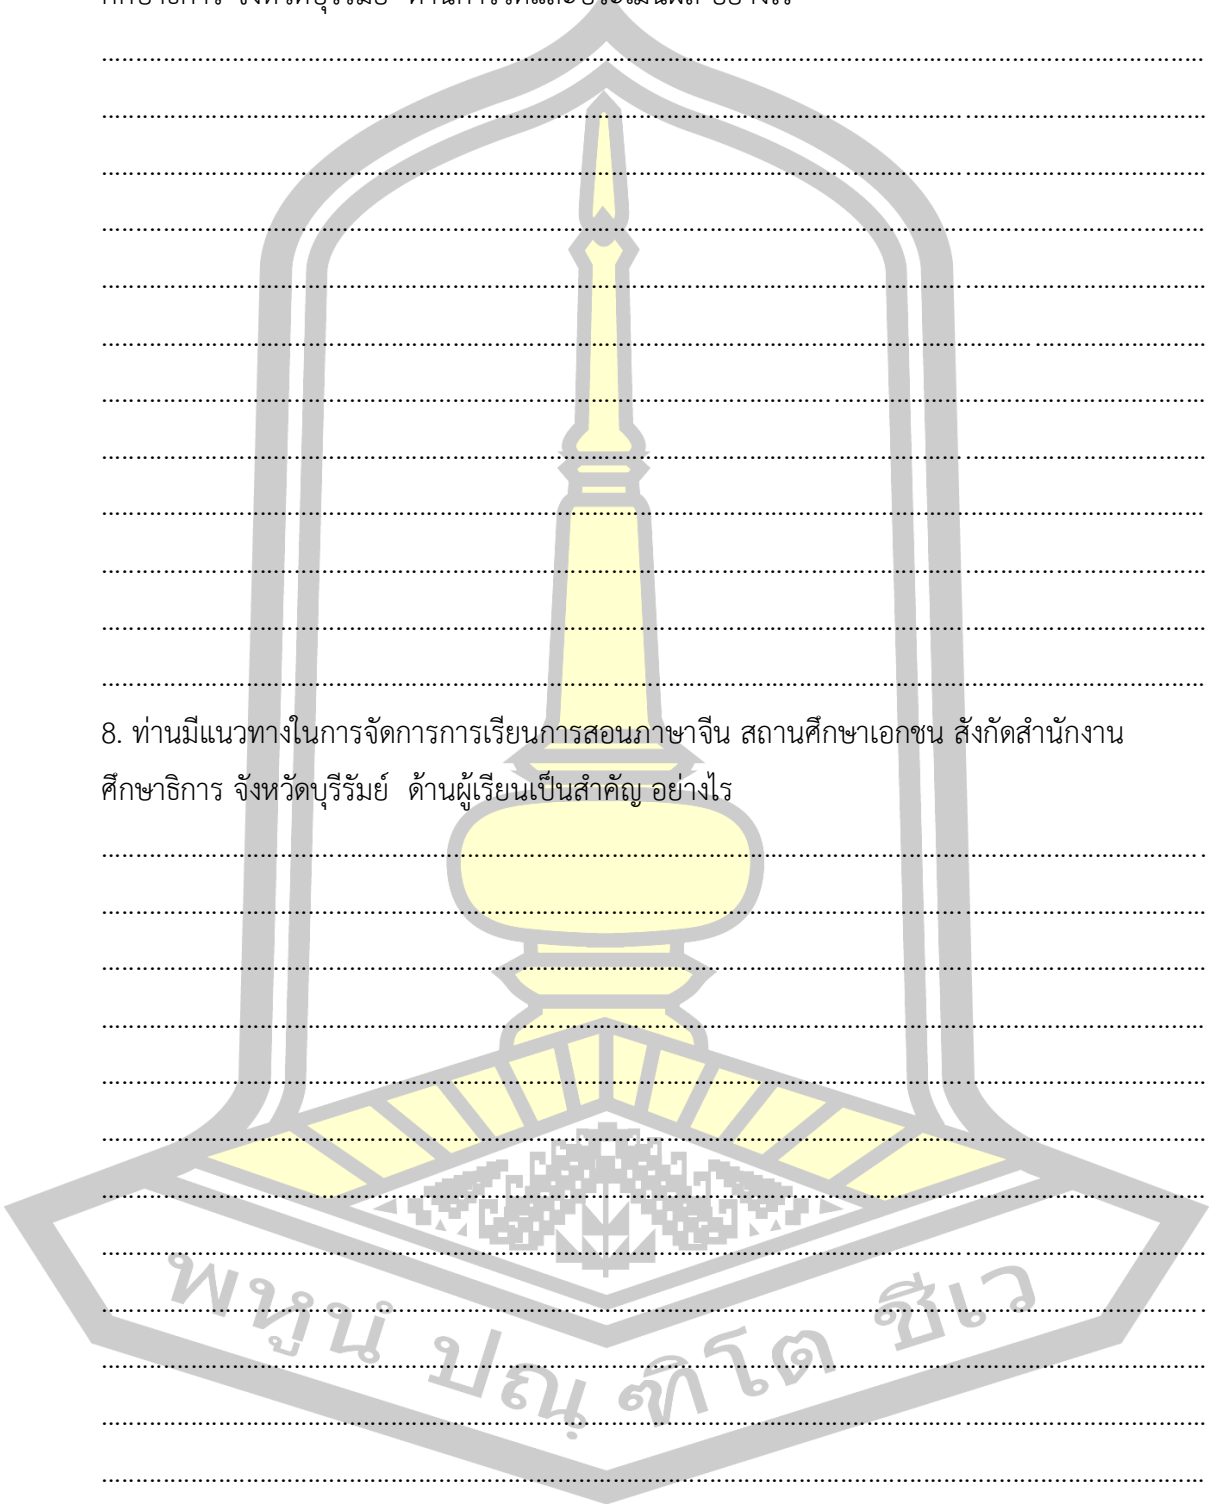 8. ท่านมีแนวทางในการจัดการการเรียนการสอนภาษาจีน สถานศึกษาเอกชน สังกัดสำนักงาน
ศึกษาธิการ จังหวัดบุรีรัมย์ ด้านผู้เรียนเป็นสำคัญ อย่างไร
พหูนํ ปณฺฑิโต ชีเว